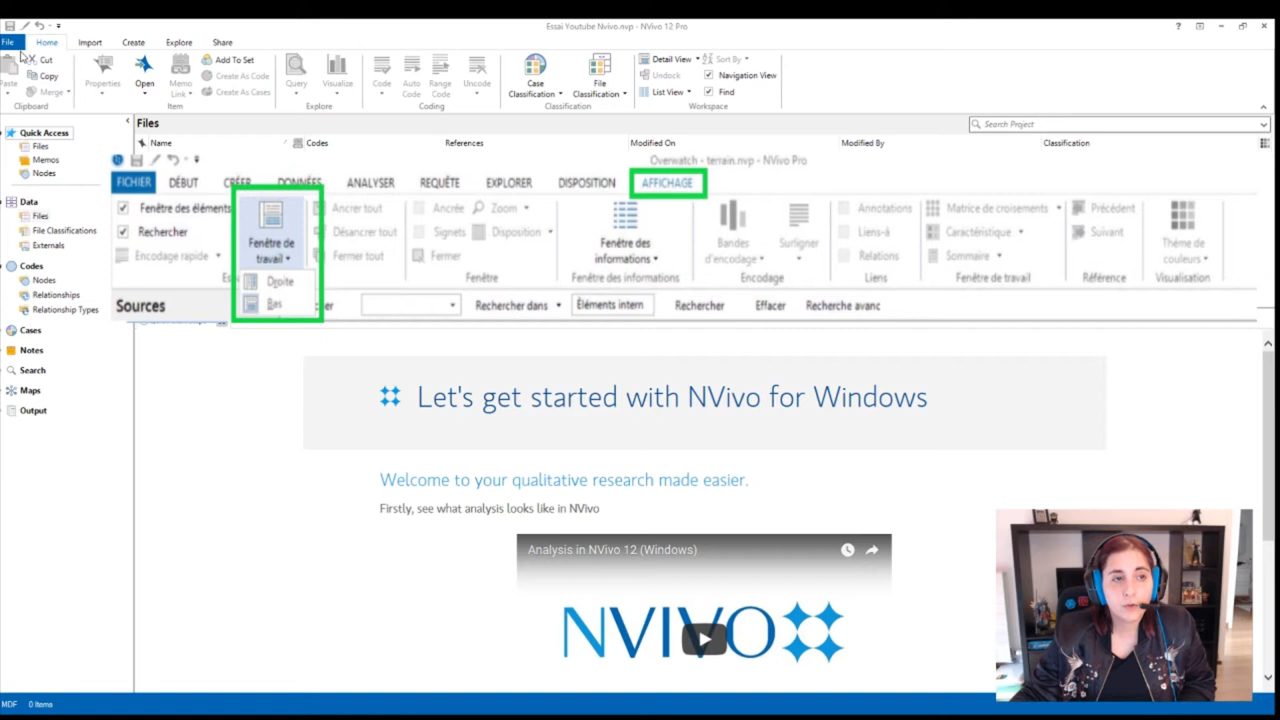 Essai Youtube Nvivo.nvp - NVivo 12 Pro
File Home Import Create Explore Share
Cut
Copy
Paste
Merge
Clipboard
Properties
Open
Memo Link
Add To Set
Create As Code
Create As Cases
Item
Query
Visualize
Explore
Code
Auto Code
Range Code
Uncode
Coding
Case Classification
File Classification
Classification
Detail View
Sort By
Undock
Navigation View
List View
Find
Workspace
Quick Access
Files
Memos
Nodes
Data
Files
File Classifications
Externals
Codes
Nodes
Relationships
Relationship Types
Cases
Notes
Search
Maps
Output
Files
Search Project
Name Codes References Modified On Modified By Classification
Overwatch - terrain.nvp - NVivo Pro
FICHIER DÉBUT CRÉER DONNÉES ANALYSER REQUÊTE EXPLORER DISPOSITION AFFICHAGE
Fenêtre des éléments
Rechercher
Encodage rapide
Fenêtre de travail
Droite
Bas
Ancrer tout
Désancrer tout
Fermer tout
Ancrée
Zoom
Signets
Disposition
Fermer
Fenêtre
Fenêtre des informations
Fenêtre des informations
Bandes d'encodage
Surligner
Encodage
Annotations
Liens-à
Relations
Liens
Matrice de croisements
Caractéristique
Sommaire
Fenêtre de travail
Précédent
Suivant
Référence
Thème de couleurs
Visualisation
Sources
Rechercher dans
Éléments intern
Rechercher
Effacer
Recherche avanc
Let's get started with NVivo for Windows
Welcome to your qualitative research made easier.
Firstly, see what analysis looks like in NVivo
Analysis in NVivo 12 (Windows)
NVIVO
MDF 0 Items